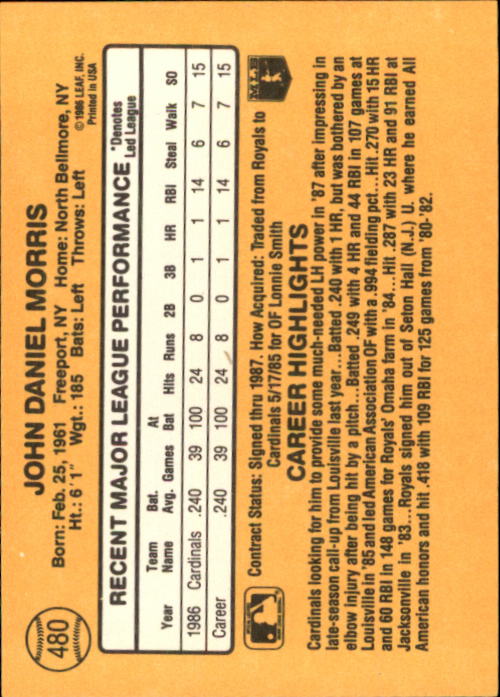 480
JOHN DANIEL MORRIS
Born: Feb. 25, 1961 Freeport, NY Home: North Bellmore, NY
Ht.: 6' 1" Wgt.: 185 Bats: Left Throws: Left
©1986 LEAF, INC.
Printed in USA
RECENT MAJOR LEAGUE PERFORMANCE *Denotes Led League
Year Team Name Bat. Avg. Games At Bat Hits Runs 2B 3B HR RBI Steal Walk SO
1986 Cardinals .240 39 100 24 8 0 1 1 14 6 7 15
Career .240 39 100 24 8 0 1 1 14 6 7 15
Contract Status: Signed thru 1987. How Acquired: Traded from Royals to
Cardinals 5/17/85 for OF Lonnie Smith
MLB
CAREER HIGHLIGHTS
Cardinals looking for him to provide some much-needed LH power in '87 after impressing in
late-season call-up from Louisville last year...Batted .240 with 1 HR, but was bothered by an
elbow injury after being hit by a pitch...Batted .249 with 4 HR and 44 RBI in 107 games at
Louisville in '85 and led American Association OF with a .994 fielding pct...Hit .270 with 15 HR
and 60 RBI in 148 games for Royals' Omaha farm in '84...Hit .287 with 23 HR and 91 RBI at
Jacksonville in '83...Royals signed him out of Seton Hall (N.J.) U. where he earned All
American honors and hit .418 with 109 RBI for 125 games from '80-'82.